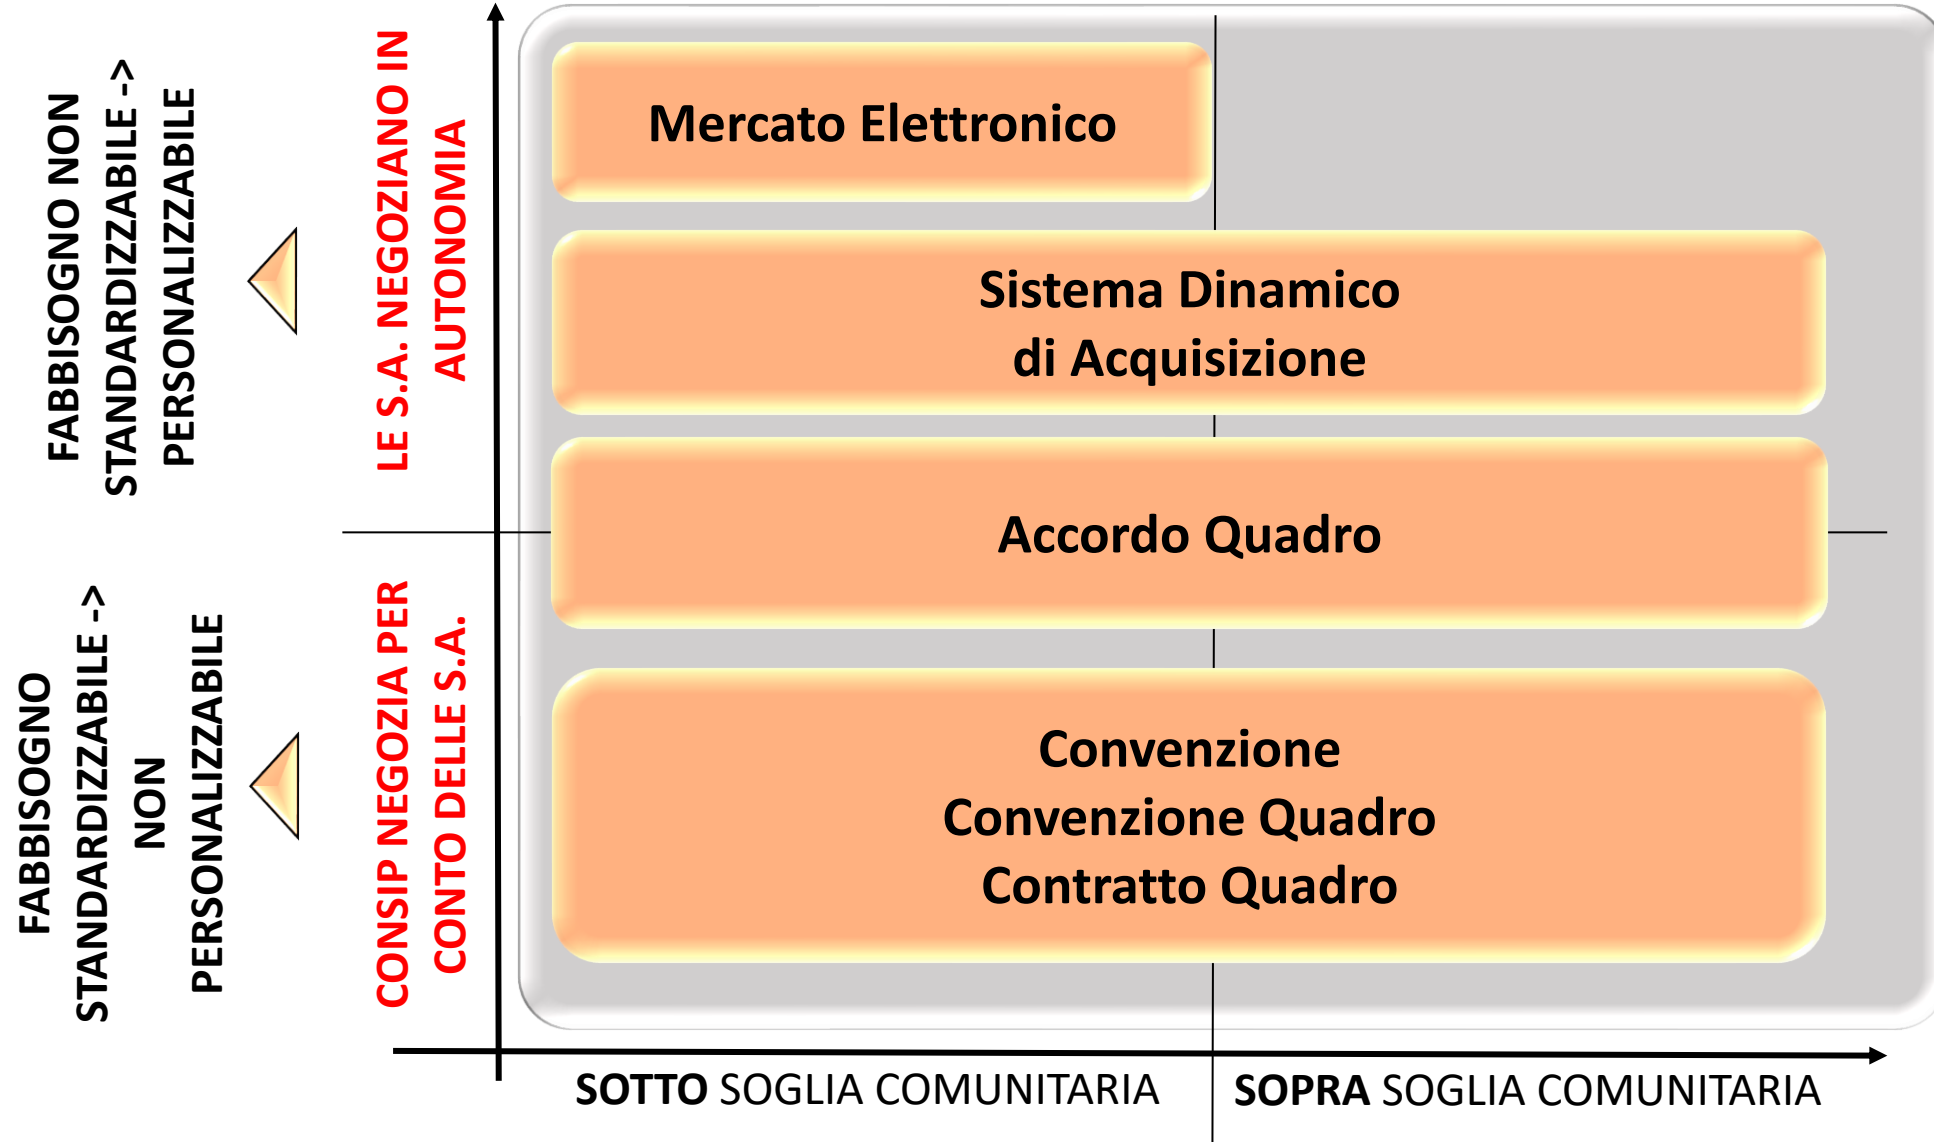 FABBISOGNO NON
STANDARDIZZABILE ->
PERSONALIZZABILE
LE S.A. NEGOZIANO IN
AUTONOMIA
Mercato Elettronico
Sistema Dinamico
di Acquisizione
Accordo Quadro
FABBISOGNO
STANDARDIZZABILE ->
NON
PERSONALIZZABILE
CONSIP NEGOZIA PER
CONTO DELLE S.A.
Convenzione
Convenzione Quadro
Contratto Quadro
SOTTO SOGLIA COMUNITARIA
SOPRA SOGLIA COMUNITARIA